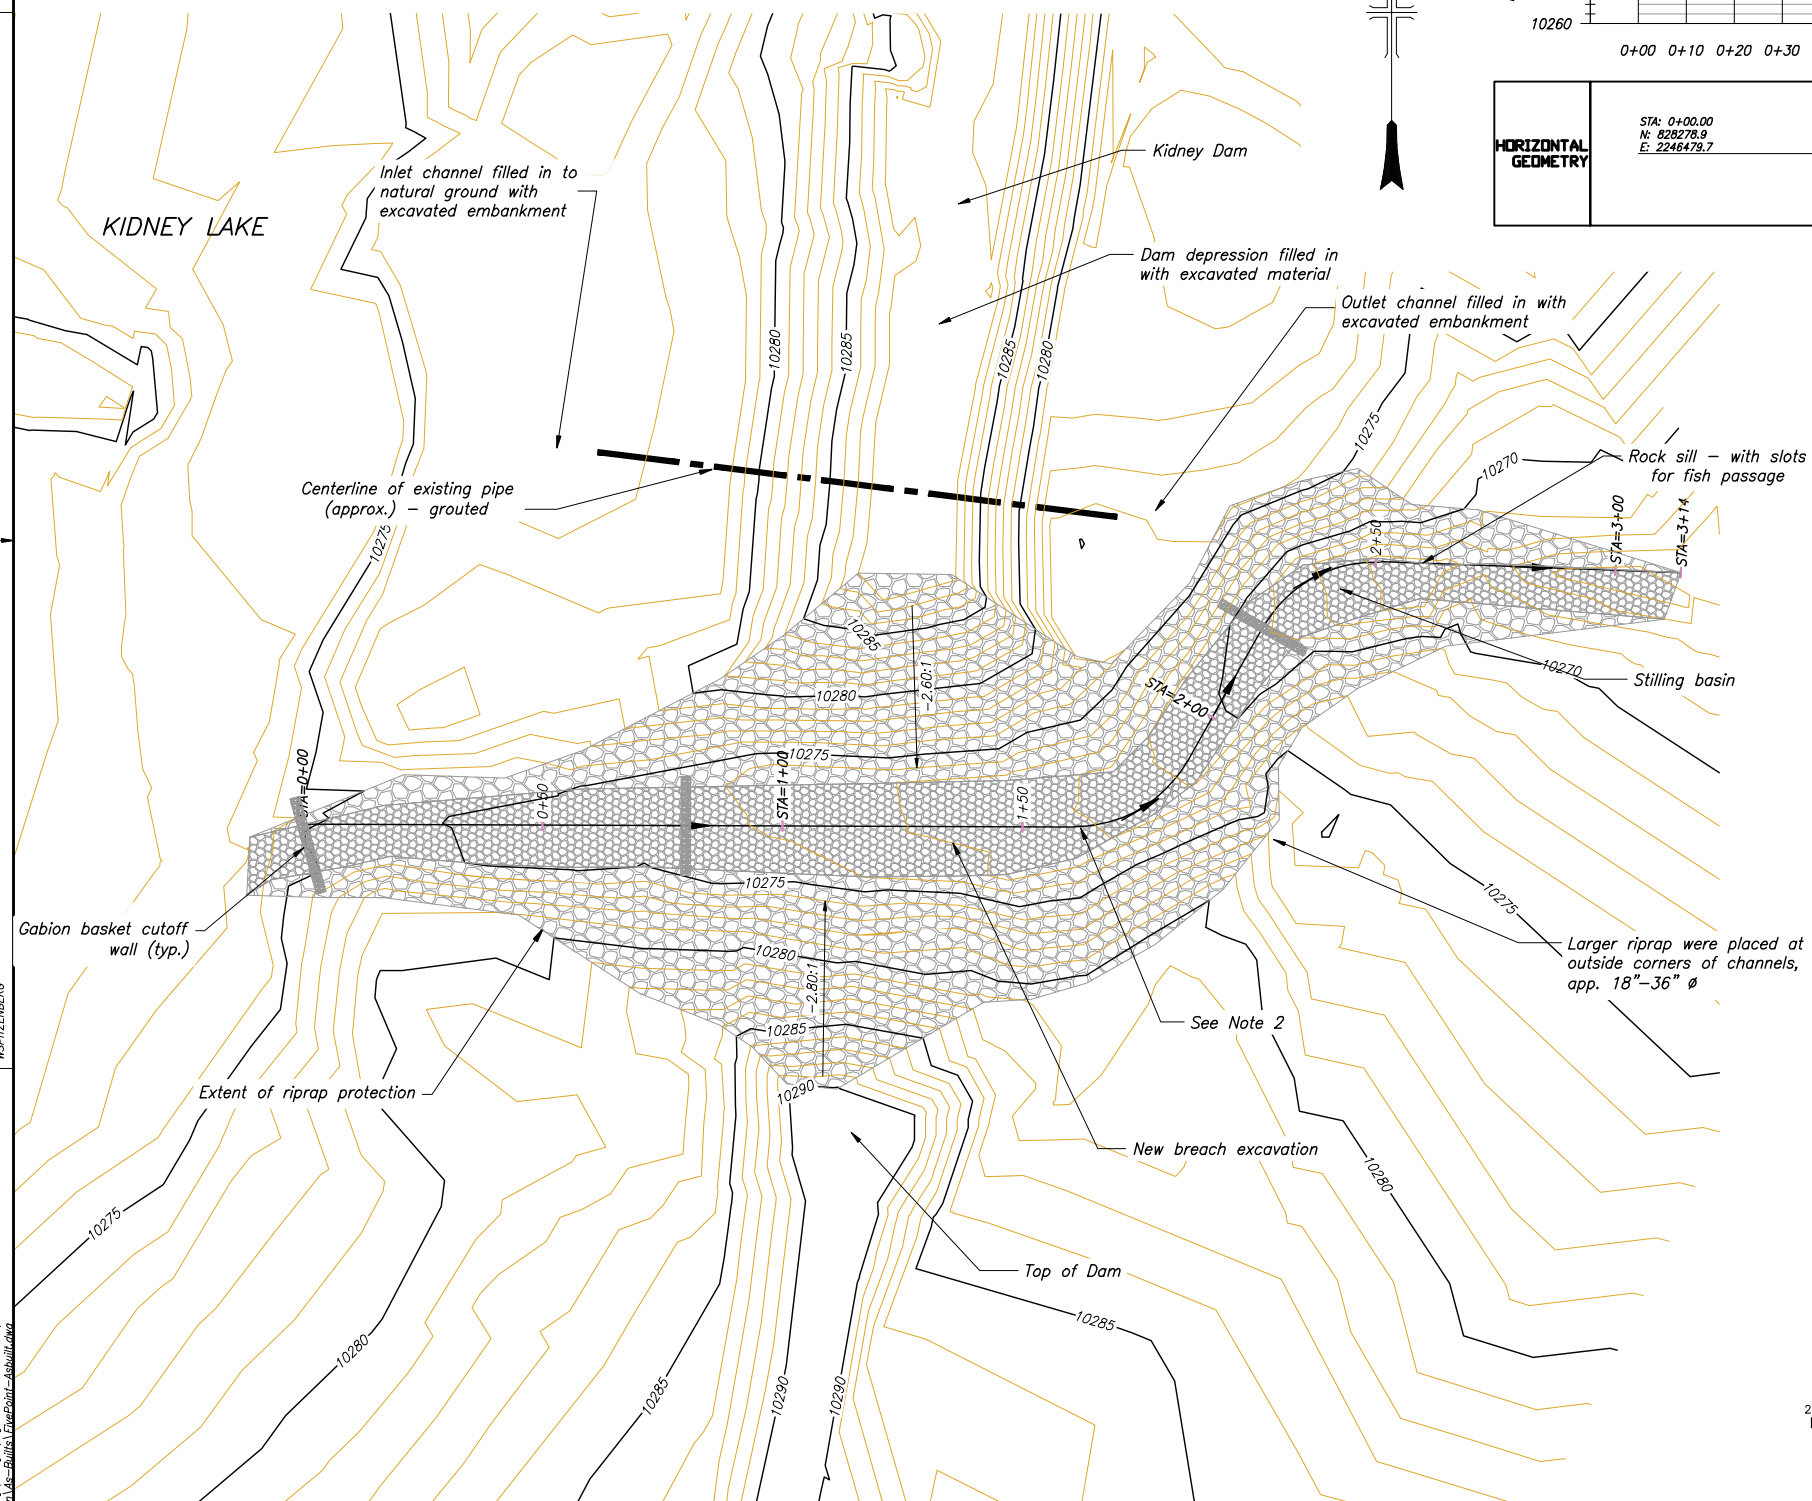 10260
0+00 0+10 0+20 0+30
HORIZONTAL
GEOMETRY
STA: 0+00.00
N: 828278.9
E: 2246479.7
Kidney Dam
Inlet channel filled in to
natural ground with
excavated embankment
KIDNEY LAKE
Dam depression filled in
with excavated material
Outlet channel filled in with
excavated embankment
10280
10285
10285
10280
10275
10270
Rock sill – with slots
for fish passage
Centerline of existing pipe
(approx.) – grouted
10275
STA=3+00
STA=3+14
2+50
10285
-2.60:1
10280
STA=2+00
10270
Stilling basin
10275
STA=0+00
0+50
STA=1+00
1+50
10275
10275
Gabion basket cutoff
wall (typ.)
10280
-2.80:1
Larger riprap were placed at
outside corners of channels,
app. 18"–36" ø
See Note 2
10285
Extent of riprap protection
10290
New breach excavation
10280
10275
Top of Dam
10285
10280
10285
10290
10290
n\As-Builts\FivePoint-Asbuilt.dwg